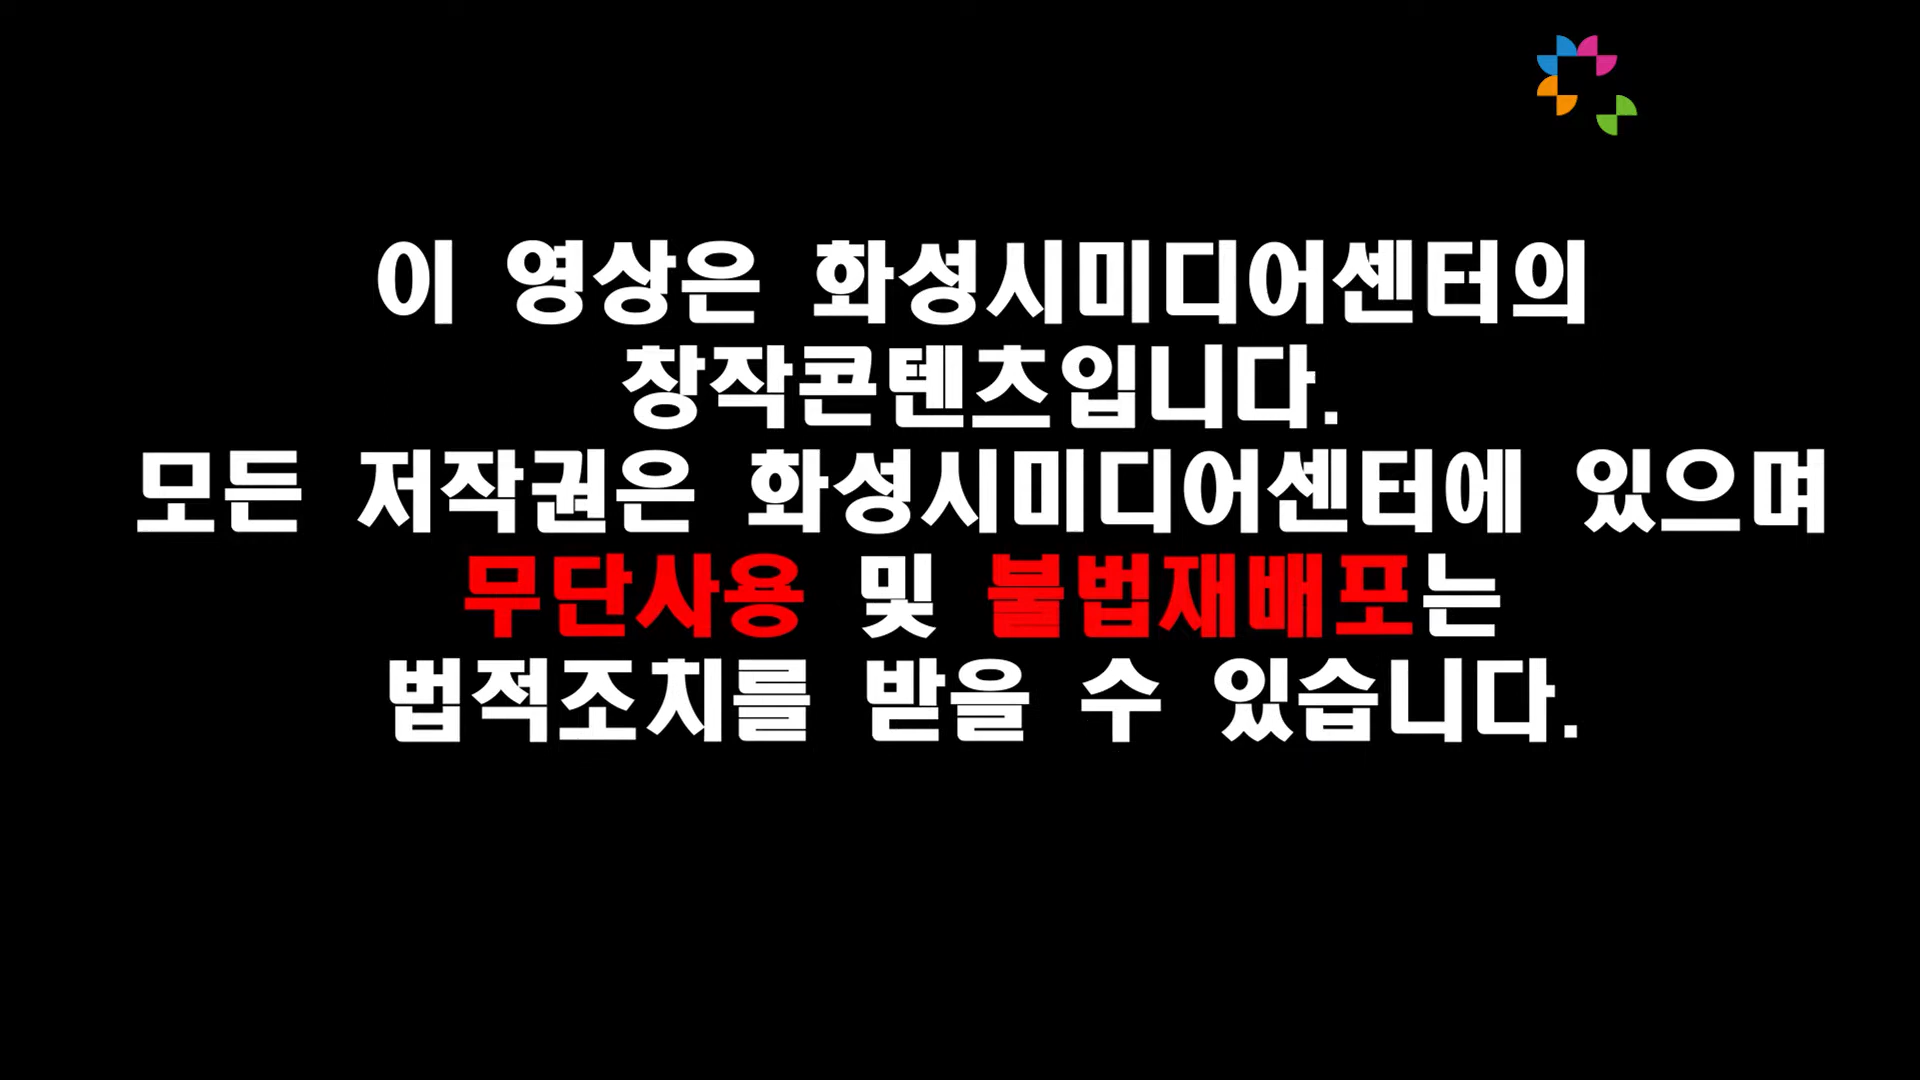 이 영상은 화성시미디어센터의
창작콘텐츠입니다.
모든 저작권은 화성시미디어센터에 있으며
무단사용 및 불법재배포는
법적조치를 받을 수 있습니다.